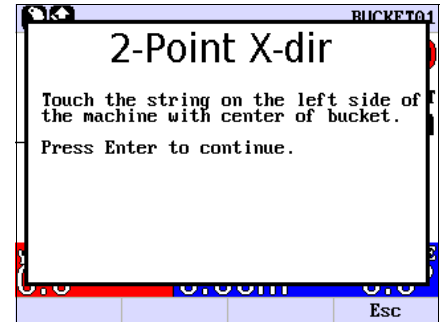 BUCKET01
2-Point X-dir
Touch the string on the left side of
the machine with center of bucket.
Press Enter to continue.
Esc